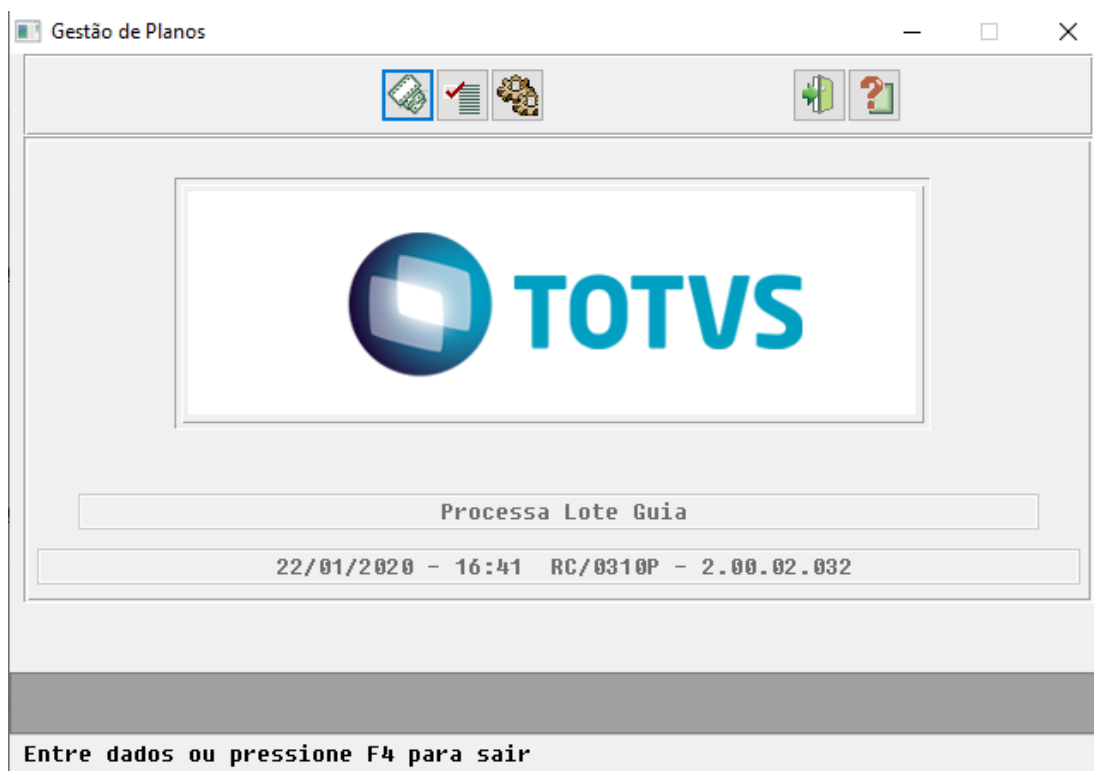 Gestão de Planos
TOTVS
Processa Lote Guia
22/01/2020 - 16:41 RC/0310P - 2.00.02.032
Entre dados ou pressione F4 para sair